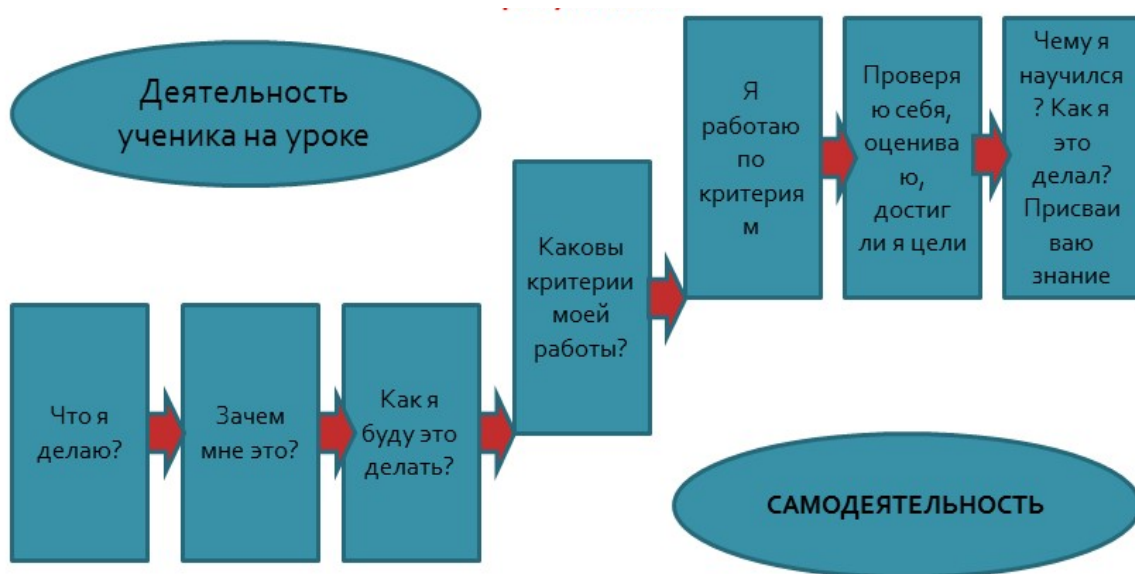 Деятельность
ученика на уроке
Что я
делаю?
Зачем
мне это?
Как я
буду это
делать?
Каковы
критерии
моей
работы?
Я
работаю
по
критерия
м
Проверя
ю себя,
оценива
ю,
достиг
ли я цели
Чему я
научился
? Как я
это
делал?
Присваи
ваю
знание
САМОДЕЯТЕЛЬНОСТЬ